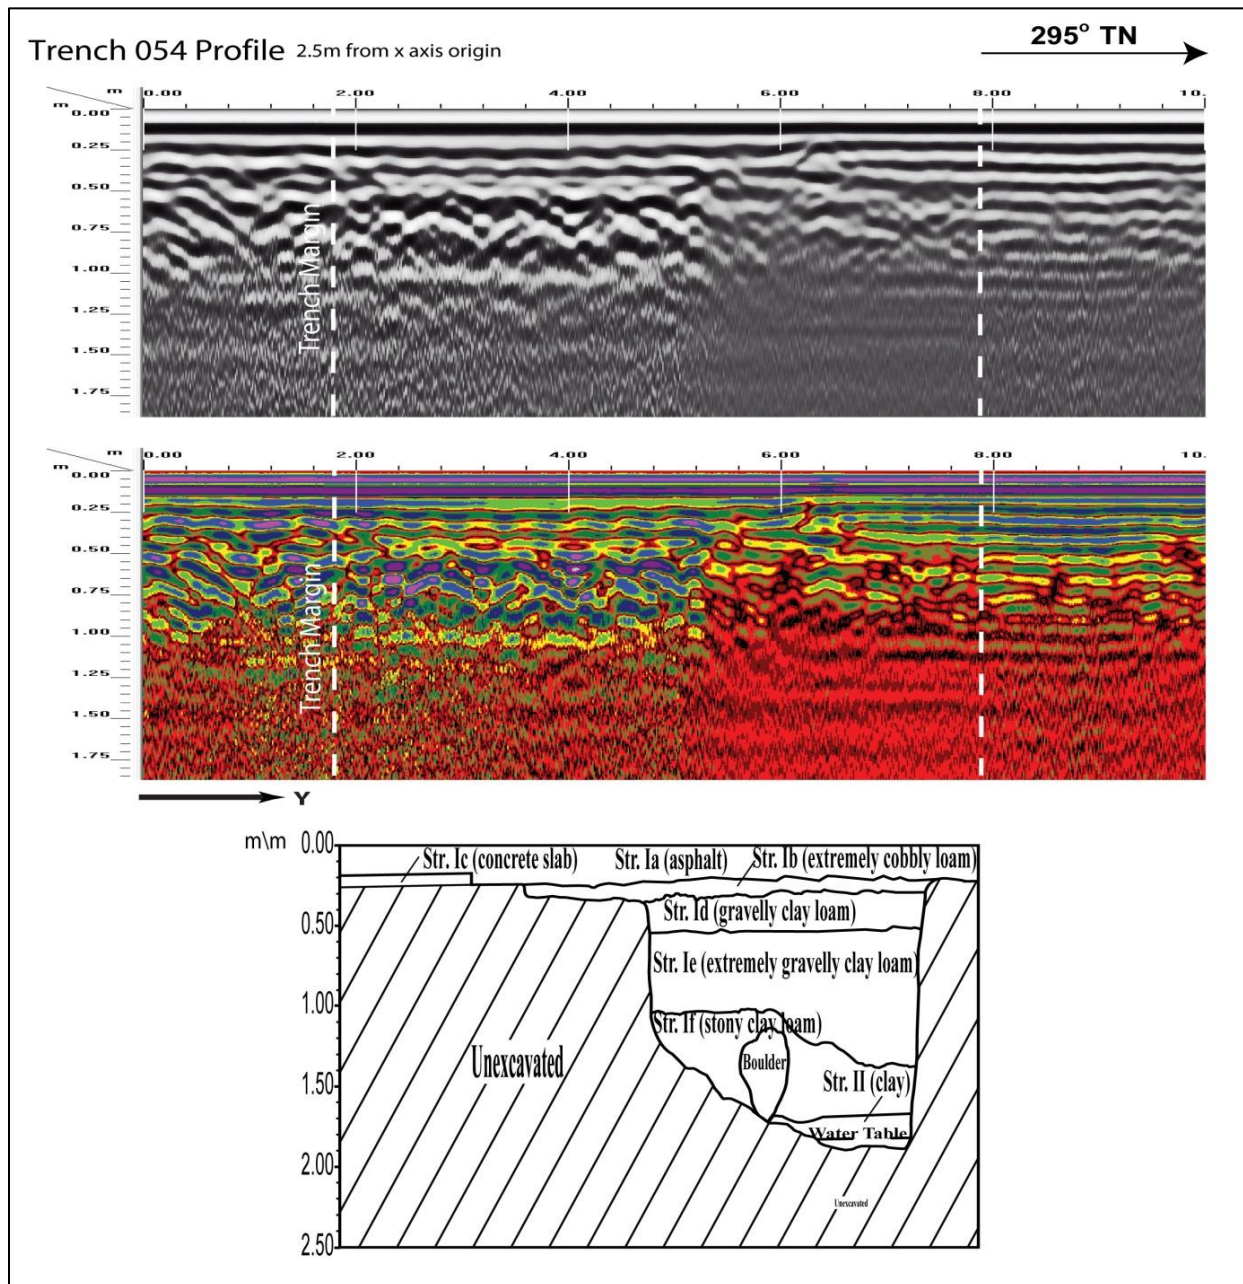 Trench 054 Profile 2.5m from x axis origin
295° TN
m 0.00 2.00 4.00 6.00 8.00 10.
m
0.00
0.25
0.50
0.75
1.00
1.25
1.50
1.75
Trench Margin
m 0.00 2.00 4.00 6.00 8.00 10.
m
0.00
0.25
0.50
0.75
1.00
1.25
1.50
1.75
Trench Margin
Y
m\m
0.00
0.50
1.00
1.50
2.00
2.50
Str. Ic (concrete slab)
Str. Ia (asphalt)
Str. Ib (extremely cobbly loam)
Str. Id (gravelly clay loam)
Str. Ie (extremely gravelly clay loam)
Str. If (stony clay loam)
Unexcavated
Boulder
Str. II (clay)
Water Table
Unexcavated